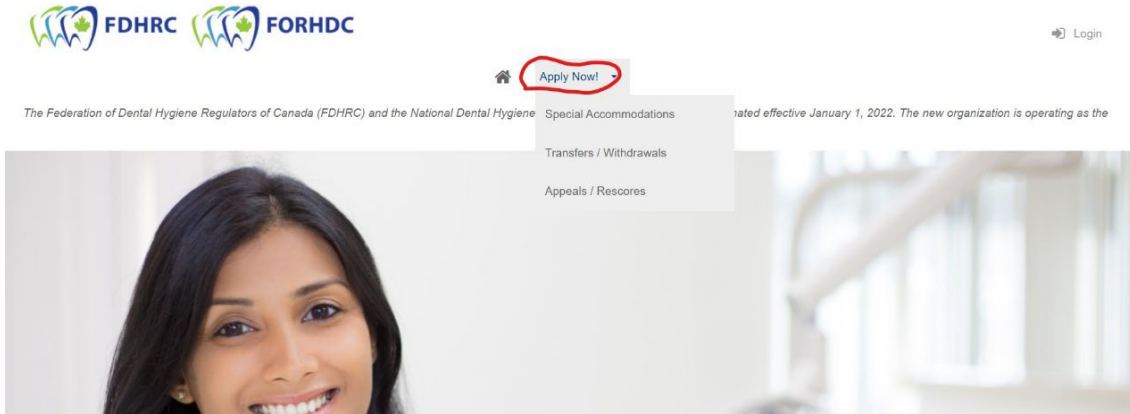 FDHRC FORHDC
Login
Apply Now!
The Federation of Dental Hygiene Regulators of Canada (FDHRC) and the National Dental Hygiene nated effective January 1, 2022. The new organization is operating as the
Special Accommodations
Transfers / Withdrawals
Appeals / Rescores